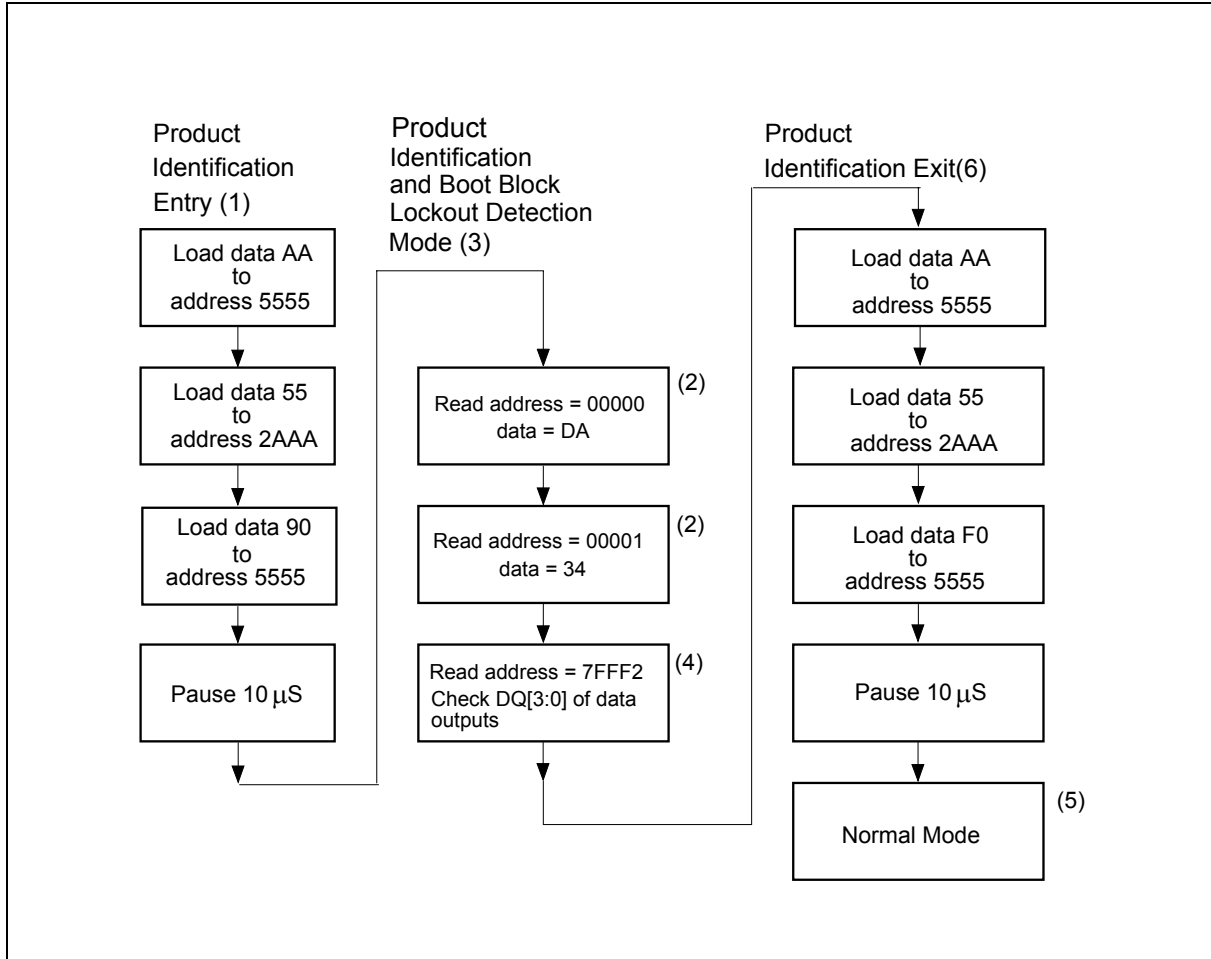 Product
Identification
Entry (1)
Load data AA
to
address 5555
Load data 55
to
address 2AAA
Load data 90
to
address 5555
Pause 10 μS
Product
Identification
and Boot Block
Lockout Detection
Mode (3)
Read address = 00000
data = DA
(2)
Read address = 00001
data = 34
(2)
Read address = 7FFF2
Check DQ[3:0] of data
outputs
(4)
Product
Identification Exit(6)
Load data AA
to
address 5555
Load data 55
to
address 2AAA
Load data F0
to
address 5555
Pause 10 μS
Normal Mode
(5)